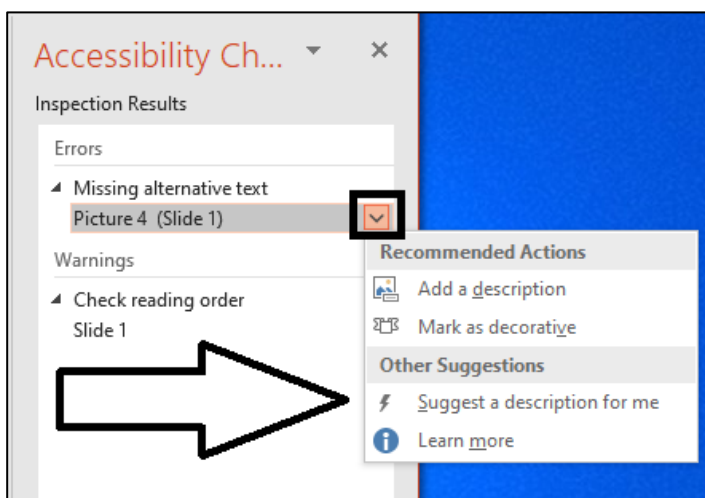 Accessibility Ch...
Inspection Results
Errors
Missing alternative text
Picture 4 (Slide 1)
Warnings
Check reading order
Slide 1
Recommended Actions
Add a description
Mark as decorative
Other Suggestions
Suggest a description for me
Learn more